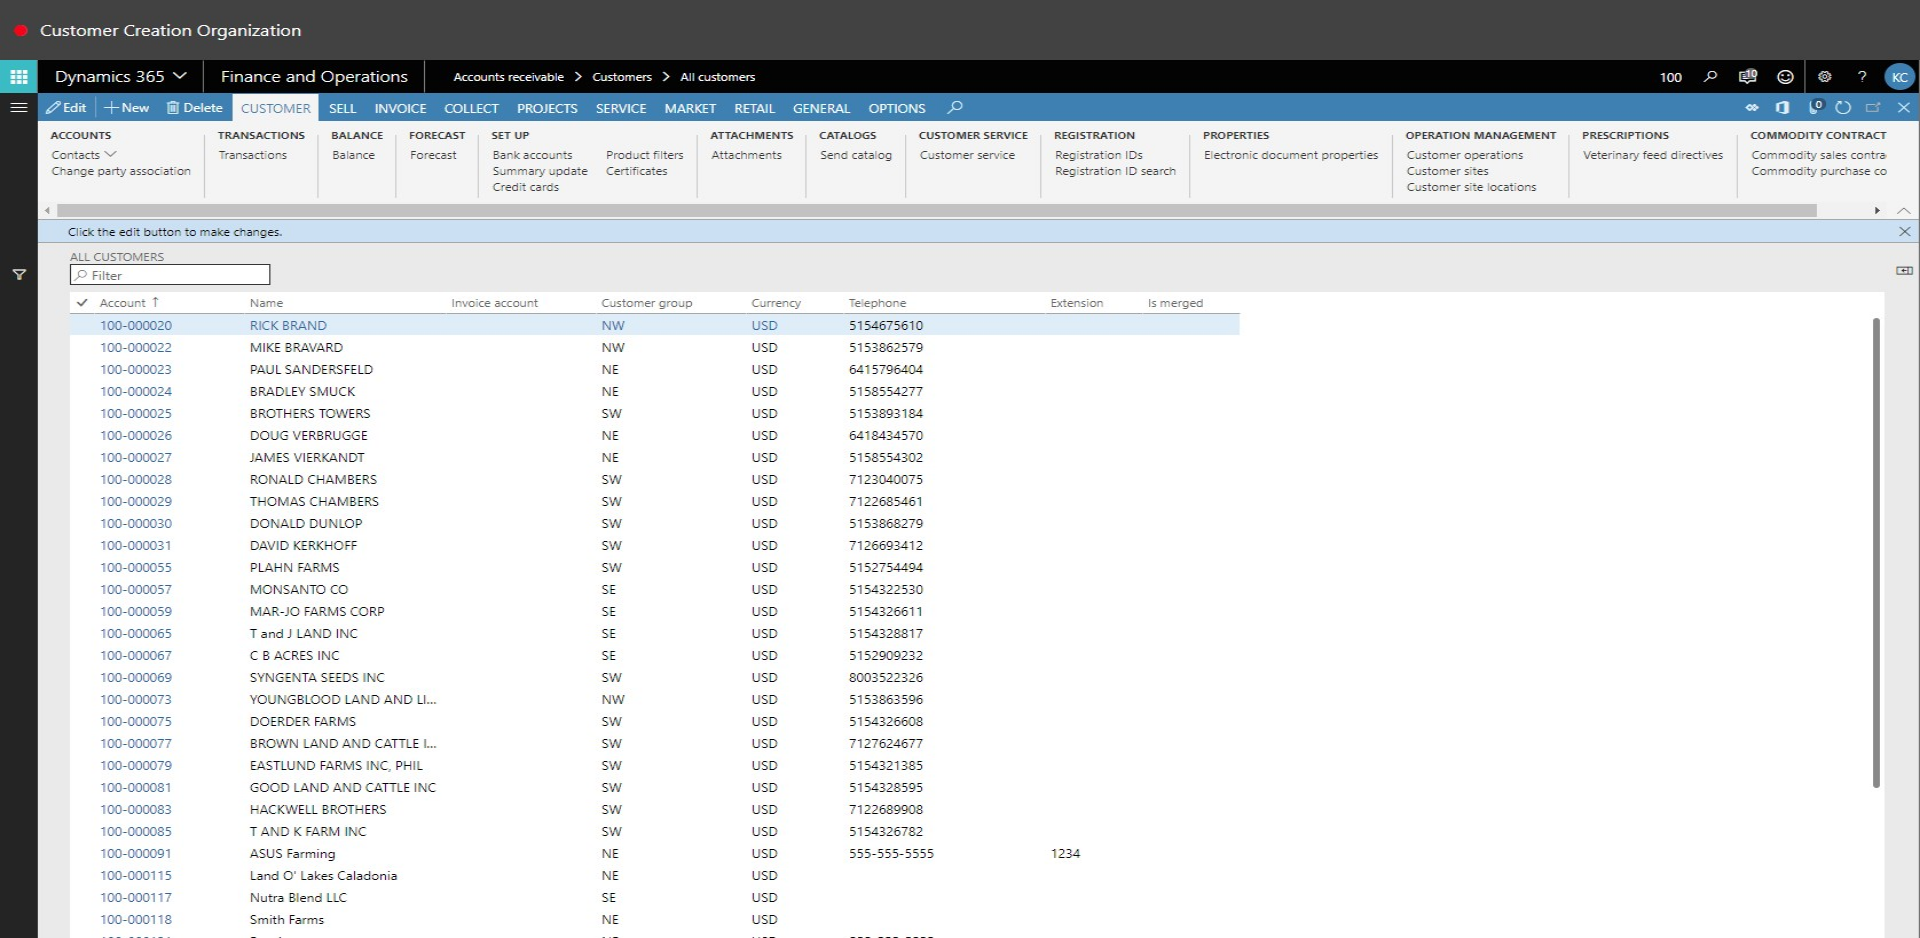 Customer Creation Organization
Dynamics 365 Finance and Operations Accounts receivable > Customers > All customers 100 10 ? KC
Edit New Delete CUSTOMER SELL INVOICE COLLECT PROJECTS SERVICE MARKET RETAIL GENERAL OPTIONS 0
ACCOUNTS TRANSACTIONS BALANCE FORECAST SET UP ATTACHMENTS CATALOGS CUSTOMER SERVICE REGISTRATION PROPERTIES OPERATION MANAGEMENT PRESCRIPTIONS COMMODITY CONTRACT
Contacts Transactions Balance Forecast Bank accounts Product filters Attachments Send catalog Customer service Registration IDs Electronic document properties Customer operations Veterinary feed directives Commodity sales contra
Change party association Summary update Certificates Registration ID search Customer sites Commodity purchase co
Credit cards Customer site locations
Click the edit button to make changes.
ALL CUSTOMERS
Filter
Account ↑ Name Invoice account Customer group Currency Telephone Extension Is merged
100-000020 RICK BRAND NW USD 5154675610
100-000022 MIKE BRAVARD NW USD 5153862579
100-000023 PAUL SANDERSFELD NE USD 6415796404
100-000024 BRADLEY SMUCK NE USD 5158554277
100-000025 BROTHERS TOWERS SW USD 5153893184
100-000026 DOUG VERBRUGGE NE USD 6418434570
100-000027 JAMES VIERKANDT NE USD 5158554302
100-000028 RONALD CHAMBERS SW USD 7123040075
100-000029 THOMAS CHAMBERS SW USD 7122685461
100-000030 DONALD DUNLOP SW USD 5153868279
100-000031 DAVID KERKHOFF SW USD 7126693412
100-000055 PLAHN FARMS SW USD 5152754494
100-000057 MONSANTO CO SE USD 5154322530
100-000059 MAR-JO FARMS CORP SE USD 5154326611
100-000065 T and J LAND INC SE USD 5154328817
100-000067 C B ACRES INC SE USD 5152909232
100-000069 SYNGENTA SEEDS INC SW USD 8003522326
100-000073 YOUNGBLOOD LAND AND LI... NW USD 5153863596
100-000075 DOERDER FARMS SW USD 5154326608
100-000077 BROWN LAND AND CATTLE I... SW USD 7127624677
100-000079 EASTLUND FARMS INC, PHIL SW USD 5154321385
100-000081 GOOD LAND AND CATTLE INC SW USD 5154328595
100-000083 HACKWELL BROTHERS SW USD 7122689908
100-000085 T AND K FARM INC SW USD 5154326782
100-000091 ASUS Farming NE USD 555-555-5555 1234
100-000115 Land O' Lakes Caladonia NE USD
100-000117 Nutra Blend LLC SE USD
100-000118 Smith Farms NE USD